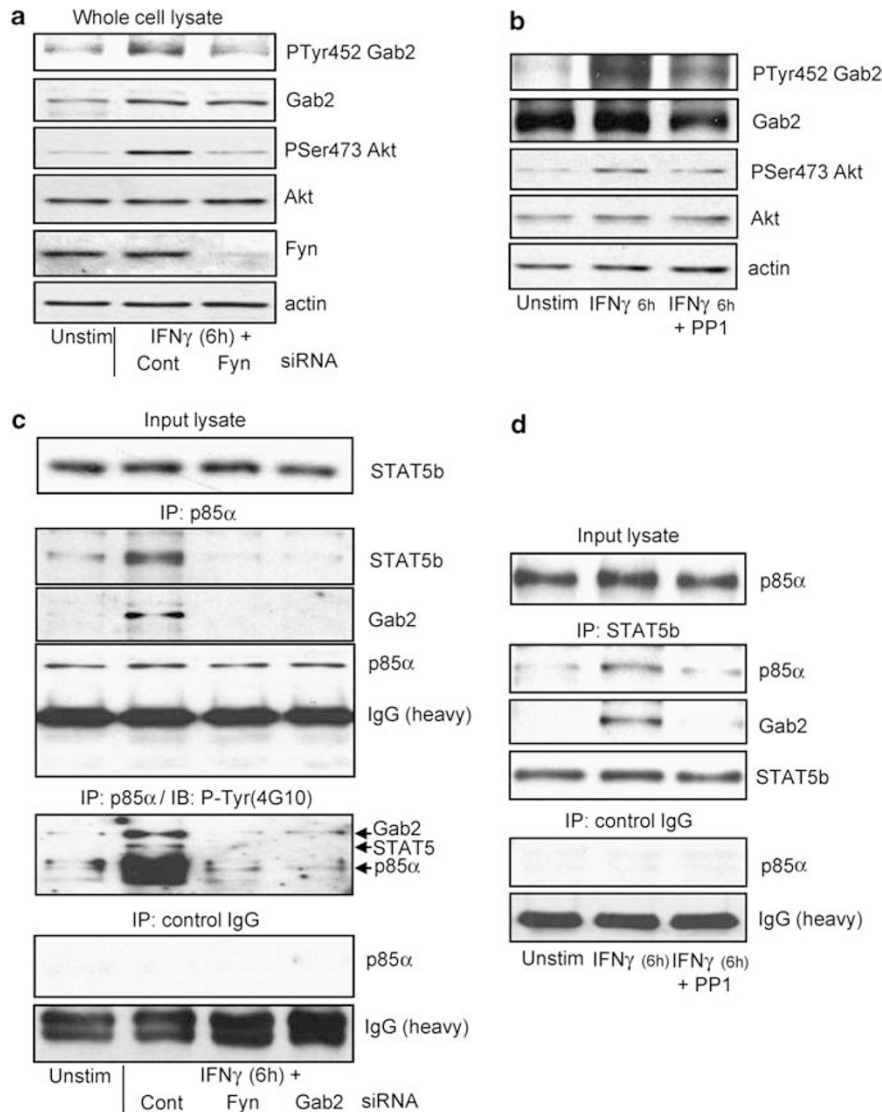 a
Whole cell lysate
PTyr452 Gab2
Gab2
PSer473 Akt
Akt
Fyn
actin
Unstim
IFNγ (6h) +
Cont Fyn siRNA
b
PTyr452 Gab2
Gab2
PSer473 Akt
Akt
actin
Unstim IFNγ 6h IFNγ 6h
+ PP1
c
Input lysate
STAT5b
IP: p85α
STAT5b
Gab2
p85α
IgG (heavy)
IP: p85α / IB: P-Tyr(4G10)
Gab2
STAT5
p85α
IP: control IgG
p85α
IgG (heavy)
Unstim
IFNγ (6h) +
Cont Fyn Gab2 siRNA
d
Input lysate
p85α
IP: STAT5b
p85α
Gab2
STAT5b
IP: control IgG
p85α
IgG (heavy)
Unstim IFNγ (6h) IFNγ (6h)
+ PP1